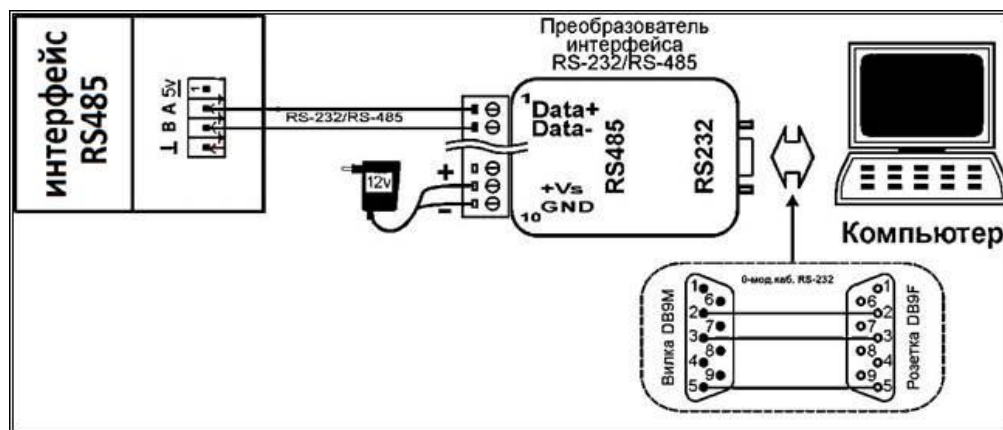 интерфейс
RS485
5v 1
A
B
⊥
RS-232/RS-485
12v
+
-
Преобразователь
интерфейса
RS-232/RS-485
1
Data+
Data-
+Vs
GND
10
RS485
RS232
Компьютер
0-мод.каб. RS-232
Вилка DB9M
1
6
2
7
3
8
4
9
5
1
6
2
7
3
8
4
9
5
Розетка DB9F